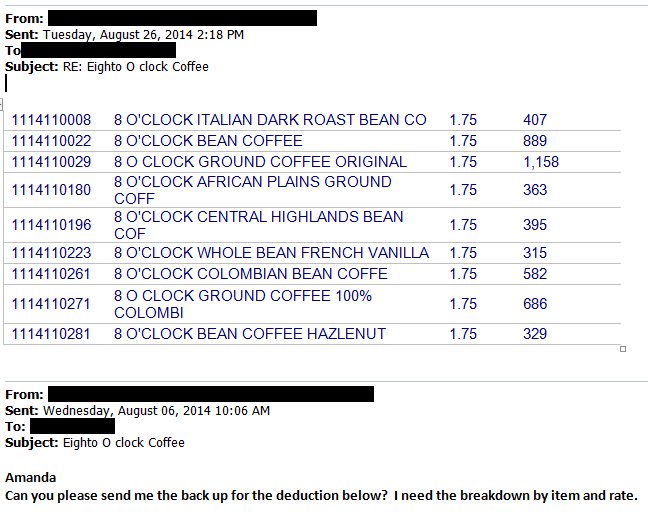 From:
Sent: Tuesday, August 26, 2014 2:18 PM
To
Subject: RE: Eighto O clock Coffee
1114110008 8 O'CLOCK ITALIAN DARK ROAST BEAN CO 1.75 407
1114110022 8 O'CLOCK BEAN COFFEE 1.75 889
1114110029 8 O CLOCK GROUND COFFEE ORIGINAL 1.75 1,158
1114110180 8 O'CLOCK AFRICAN PLAINS GROUND 1.75 363
COFF
1114110196 8 O'CLOCK CENTRAL HIGHLANDS BEAN 1.75 395
COF
1114110223 8 O'CLOCK WHOLE BEAN FRENCH VANILLA 1.75 315
1114110261 8 O'CLOCK COLOMBIAN BEAN COFFE 1.75 582
1114110271 8 O CLOCK GROUND COFFEE 100% 1.75 686
COLOMBI
1114110281 8 O'CLOCK BEAN COFFEE HAZLENUT 1.75 329
From:
Sent: Wednesday, August 06, 2014 10:06 AM
To:
Subject: Eighto O clock Coffee
Amanda
Can you please send me the back up for the deduction below?  I need the breakdown by item and rate.